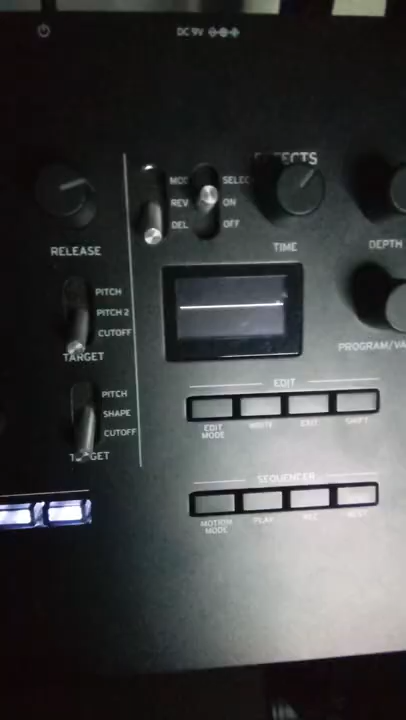 DC 9V
EFFECTS
MOD
SELECT
REV
ON
DEL
OFF
RELEASE
TIME
DEPTH
PITCH
PITCH 2
CUTOFF
TARGET
PROGRAM/VA
PITCH
SHAPE
CUTOFF
TARGET
EDIT
EDIT MODE
WRITE
EXIT
SHIFT
SEQUENCER
MOTION MODE
PLAY
REC
REST